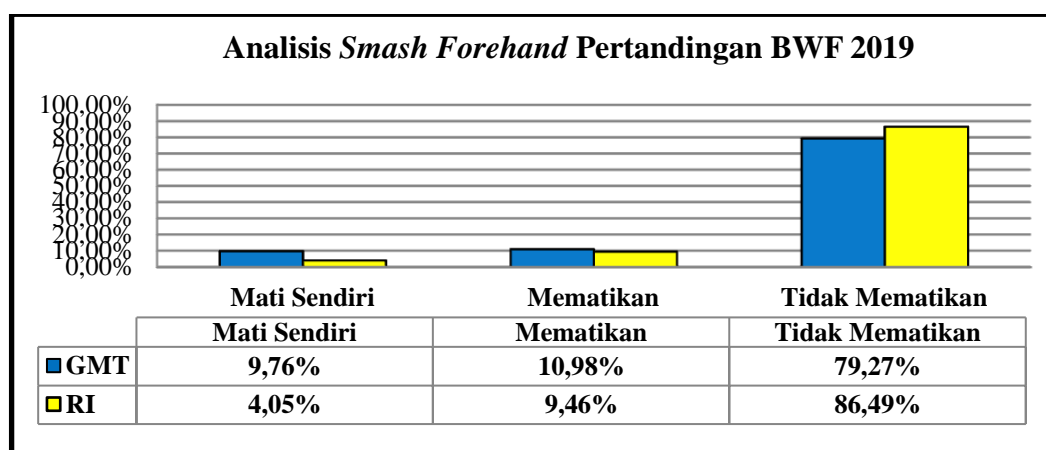 Analisis Smash Forehand Pertandingan BWF 2019
100,00%
90,00%
80,00%
70,00%
60,00%
50,00%
40,00%
30,00%
20,00%
10,00%
0,00%
Mati Sendiri Mematikan Tidak Mematikan
Mati Sendiri Mematikan Tidak Mematikan
GMT 9,76% 10,98% 79,27%
RI 4,05% 9,46% 86,49%